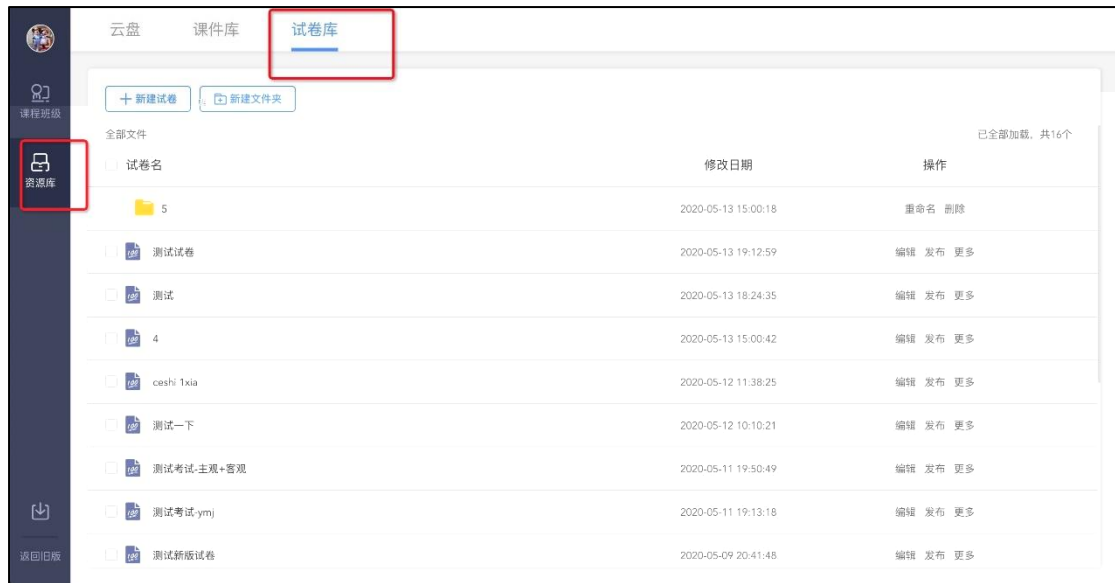 云盘 课件库 试卷库
课程班级
资源库
返回旧版
新建试卷 新建文件夹
全部文件 已全部加载，共16个
试卷名 修改日期 操作
5 2020-05-13 15:00:18 重命名 删除
测试试卷 2020-05-13 19:12:59 编辑 发布 更多
测试 2020-05-13 18:24:35 编辑 发布 更多
4 2020-05-13 15:00:42 编辑 发布 更多
ceshi 1xia 2020-05-12 11:38:25 编辑 发布 更多
测试一下 2020-05-12 10:10:21 编辑 发布 更多
测试考试-主观+客观 2020-05-11 19:50:49 编辑 发布 更多
测试考试-ymj 2020-05-11 19:13:18 编辑 发布 更多
测试新版试卷 2020-05-09 20:41:48 编辑 发布 更多